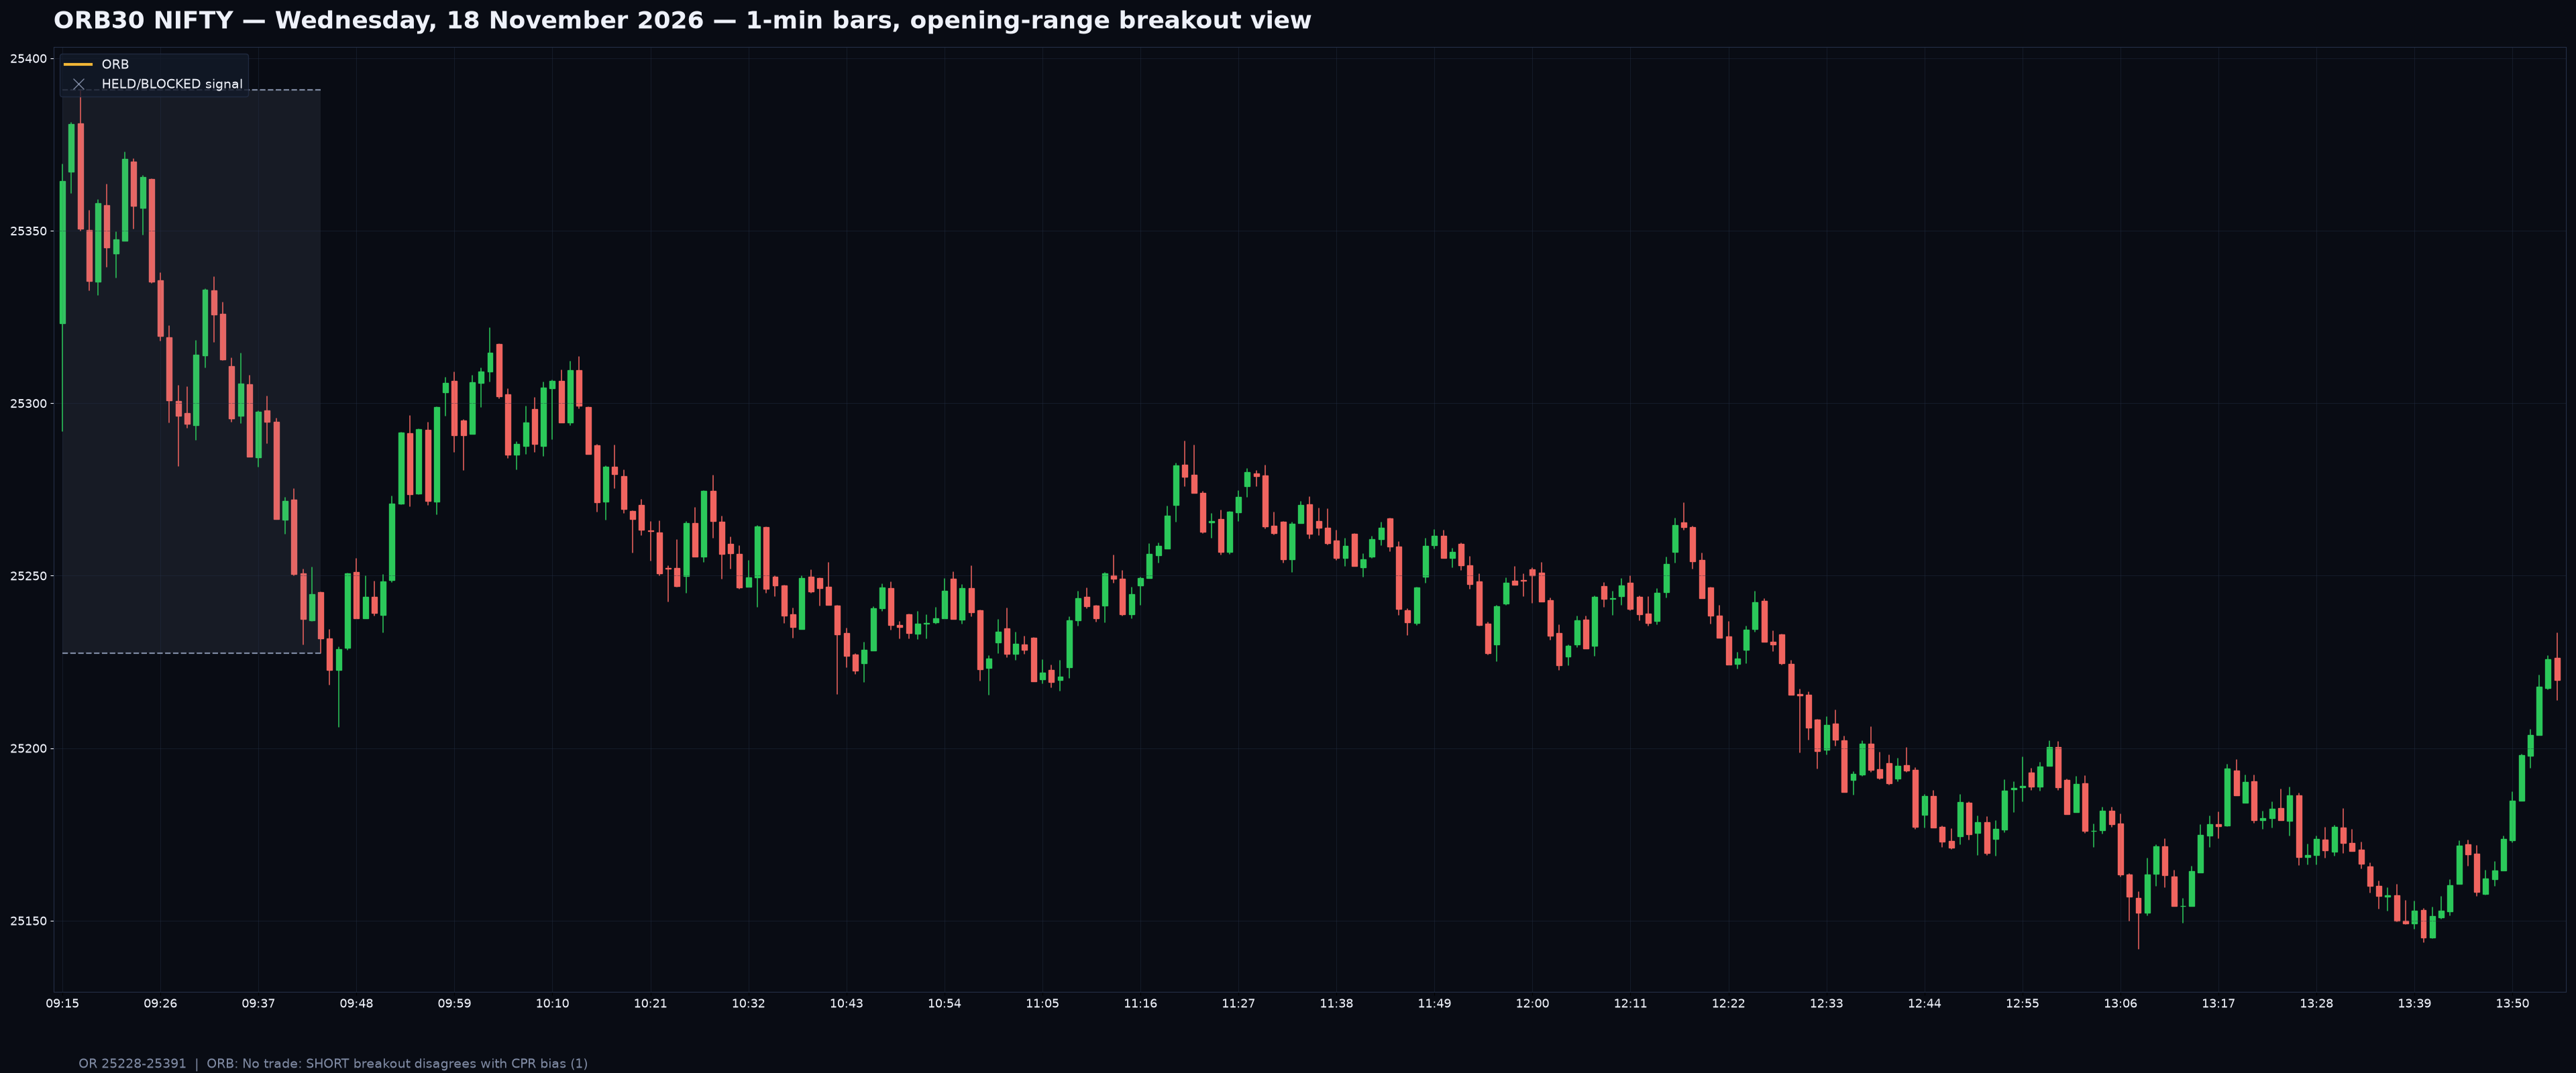 ORB30 NIFTY — Wednesday, 18 November 2026 — 1-min bars, opening-range breakout view
ORB
HELD/BLOCKED signal
25400
25350
25300
25250
25200
25150
09:15 09:26 09:37 09:48 09:59 10:10 10:21 10:32 10:43 10:54 11:05 11:16 11:27 11:38 11:49 12:00 12:11 12:22 12:33 12:44 12:55 13:06 13:17 13:28 13:39 13:50
OR 25228-25391 | ORB: No trade: SHORT breakout disagrees with CPR bias (1)